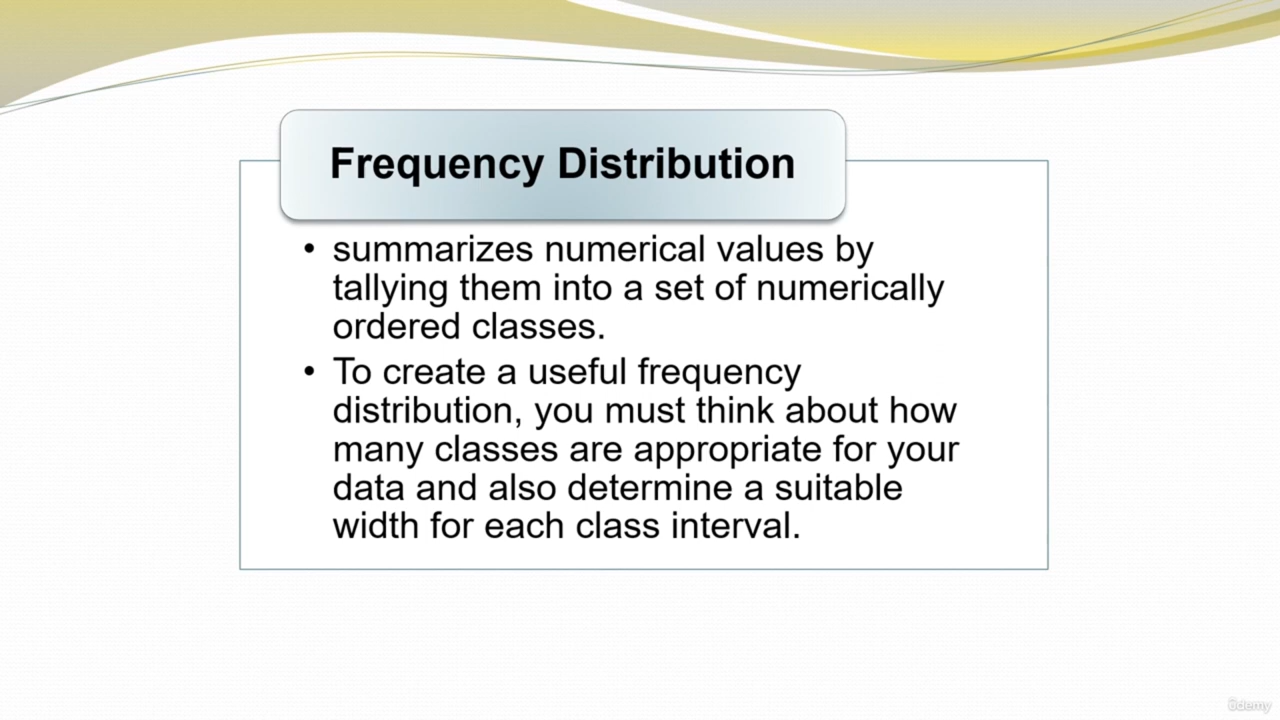 Frequency Distribution
• summarizes numerical values by
tallying them into a set of numerically
ordered classes.
• To create a useful frequency
distribution, you must think about how
many classes are appropriate for your
data and also determine a suitable
width for each class interval.
ûdemy